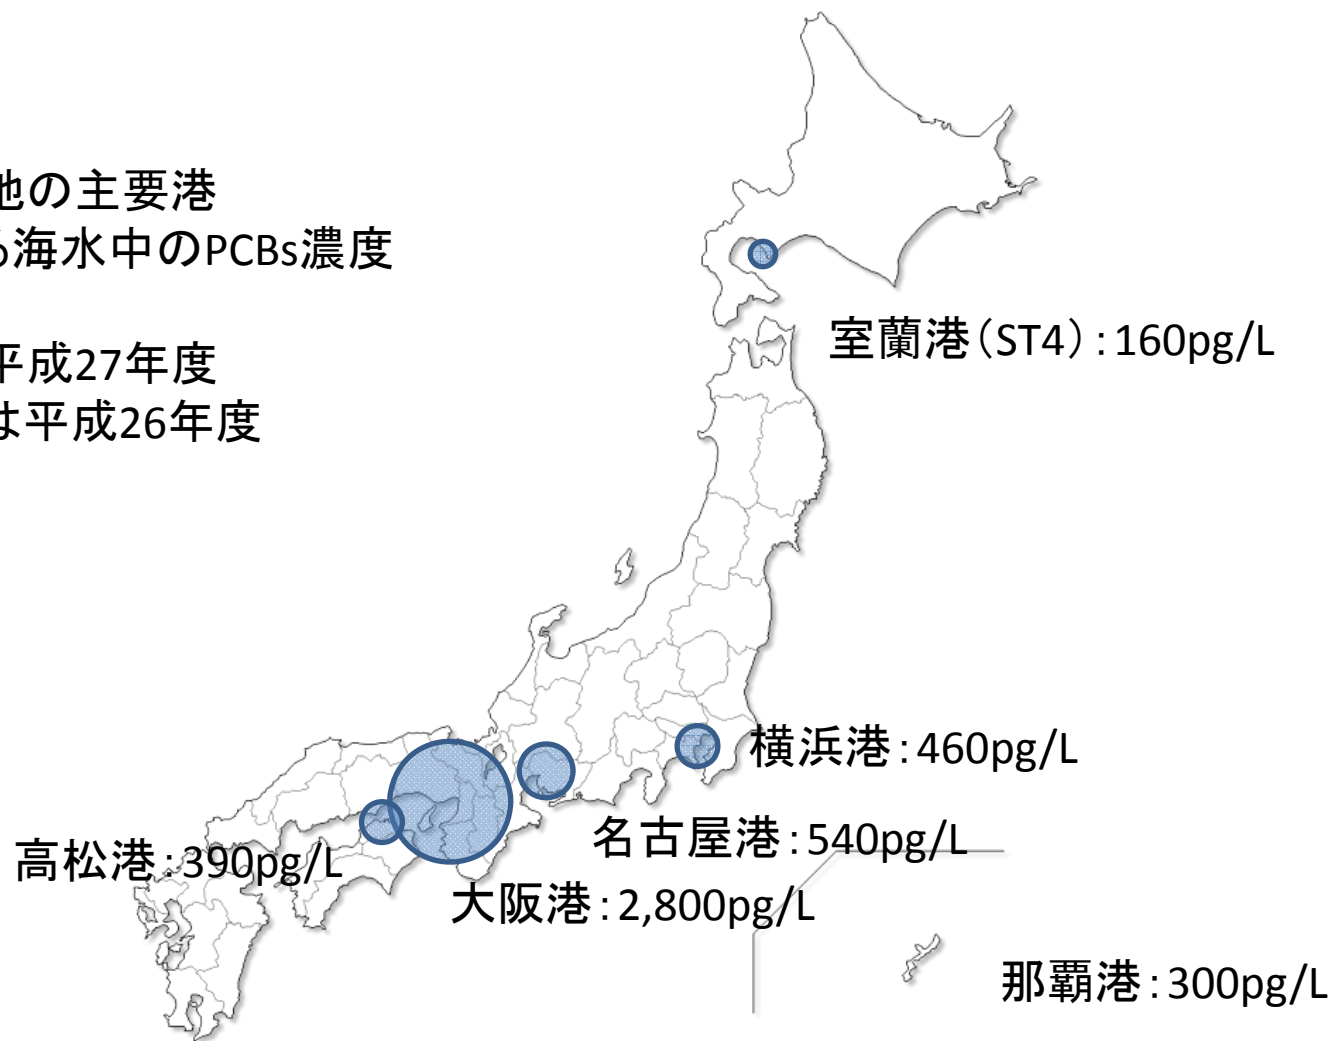 地の主要港
る海水中のPCBs濃度
平成27年度
は平成26年度
室蘭港（ST4）：160pg/L
横浜港：460pg/L
名古屋港：540pg/L
高松港：390pg/L
大阪港：2,800pg/L
那覇港：300pg/L